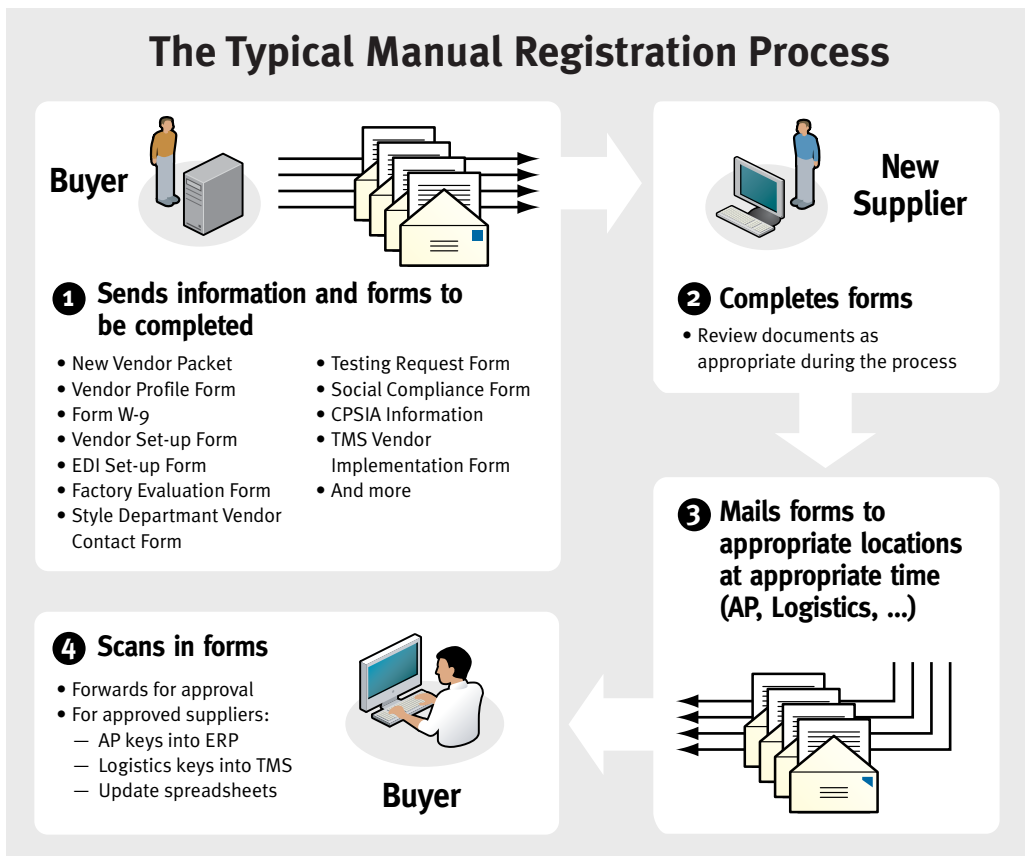 The Typical Manual Registration Process
Buyer
1 Sends information and forms to
be completed
• New Vendor Packet
• Vendor Profile Form
• Form W-9
• Vendor Set-up Form
• EDI Set-up Form
• Factory Evaluation Form
• Style Departmant Vendor
Contact Form
• Testing Request Form
• Social Compliance Form
• CPSIA Information
• TMS Vendor
Implementation Form
• And more
New
Supplier
2 Completes forms
• Review documents as
appropriate during the process
3 Mails forms to
appropriate locations
at appropriate time
(AP, Logistics, ...)
4 Scans in forms
• Forwards for approval
• For approved suppliers:
— AP keys into ERP
— Logistics keys into TMS
— Update spreadsheets
Buyer